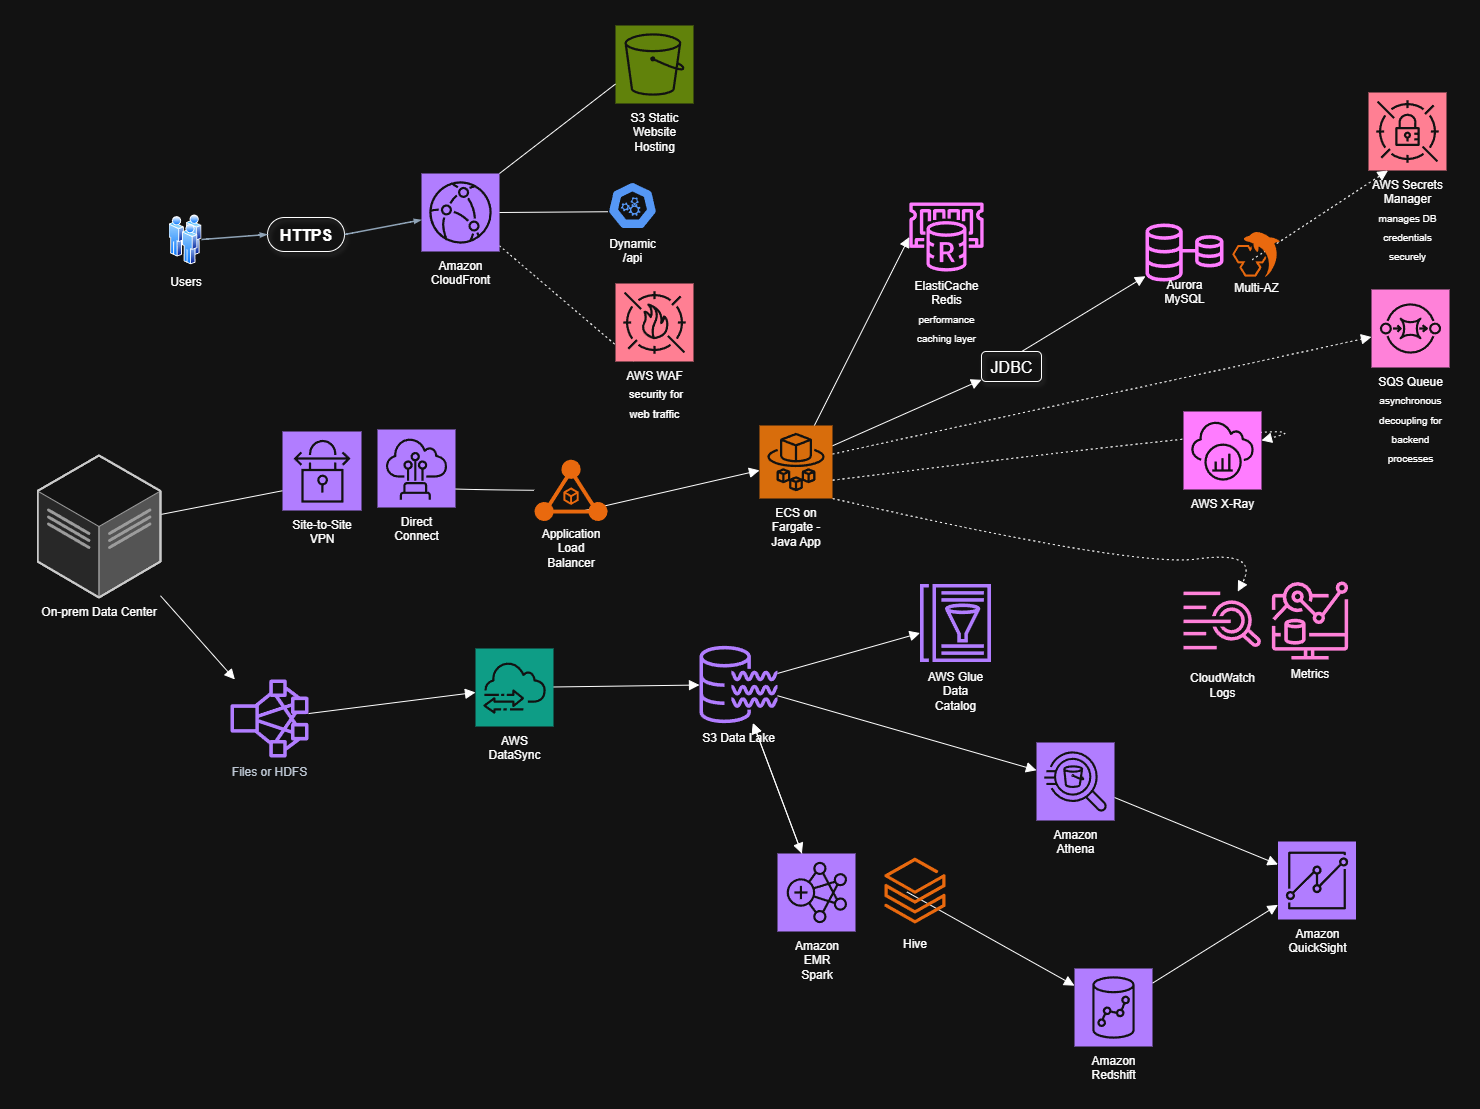 S3 Static
Website
Hosting
HTTPS
Users
Amazon
CloudFront
Dynamic
/api
AWS WAF
security for
web traffic
ElastiCache
Redis
performance
caching layer
Aurora
MySQL
Multi-AZ
AWS Secrets
Manager
manages DB
credentials
securely
JDBC
SQS Queue
asynchronous
decoupling for
backend
processes
Site-to-Site
VPN
Direct
Connect
Application
Load
Balancer
ECS on
Fargate -
Java App
AWS X-Ray
On-prem Data Center
CloudWatch
Logs
Metrics
AWS Glue
Data
Catalog
Files or HDFS
AWS
DataSync
S3 Data Lake
Amazon
Athena
Amazon
EMR
Spark
Hive
Amazon
QuickSight
Amazon
Redshift
R